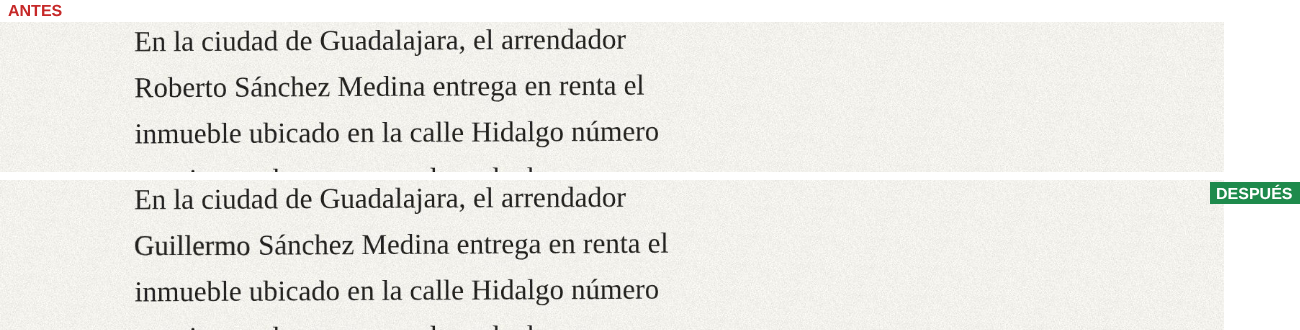 ANTES
En la ciudad de Guadalajara, el arrendador
Roberto Sánchez Medina entrega en renta el
inmueble ubicado en la calle Hidalgo número
DESPUÉS
En la ciudad de Guadalajara, el arrendador
Guillermo Sánchez Medina entrega en renta el
inmueble ubicado en la calle Hidalgo número